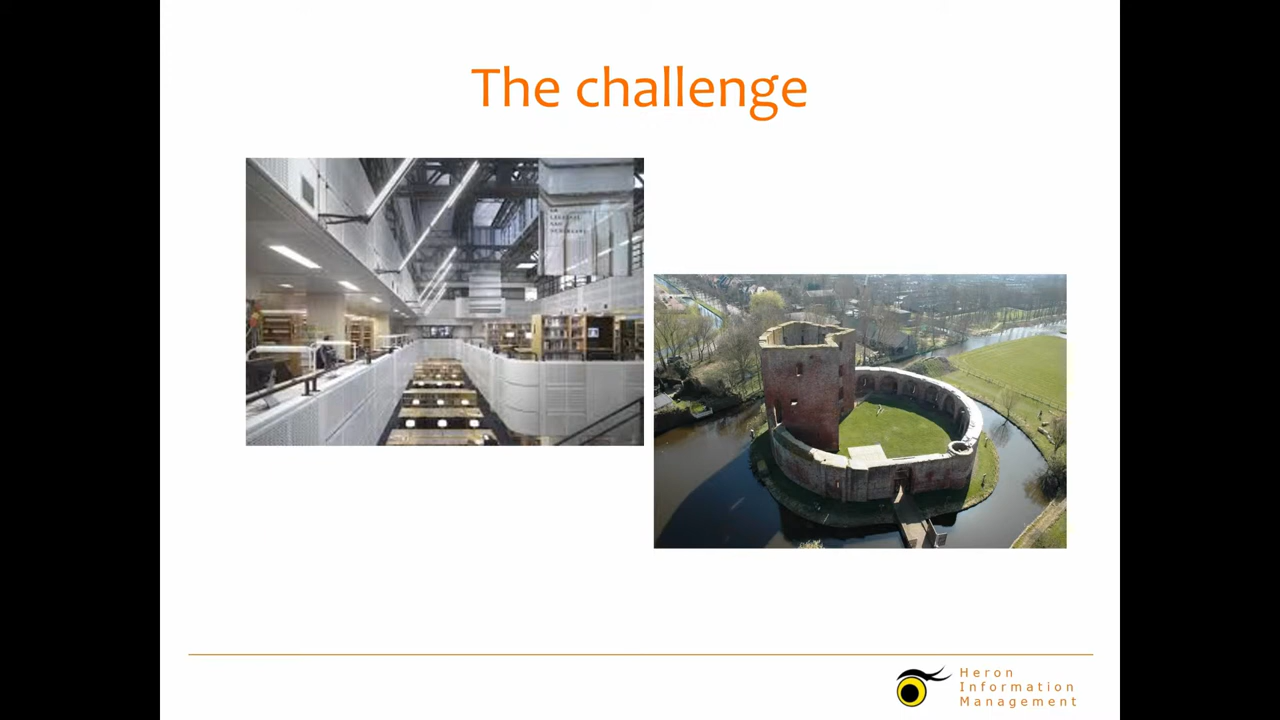 The challenge
Heron
Information
Management